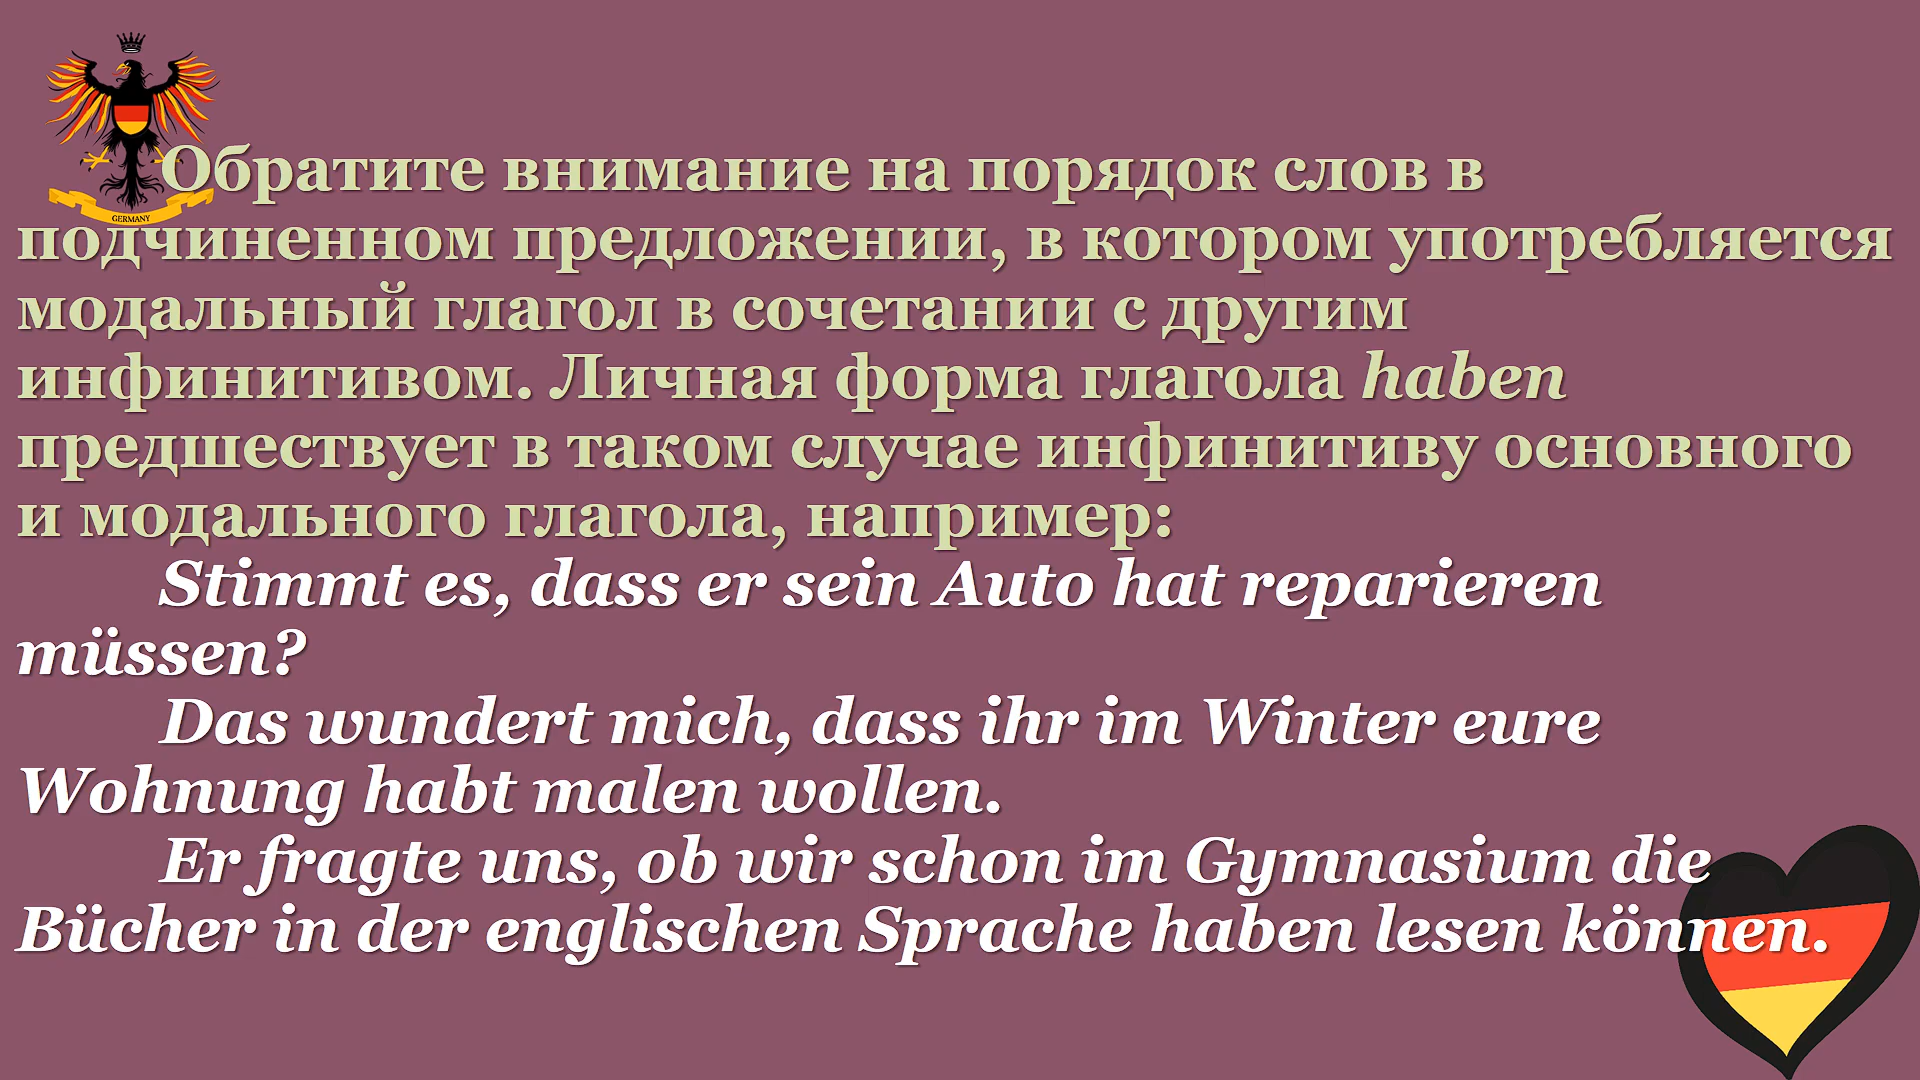 GERMANY
Обратите внимание на порядок слов в
подчиненном предложении, в котором употребляется
модальный глагол в сочетании с другим
инфинитивом. Личная форма глагола haben
предшествует в таком случае инфинитиву основного
и модального глагола, например:
Stimmt es, dass er sein Auto hat reparieren
müssen?
Das wundert mich, dass ihr im Winter eure
Wohnung habt malen wollen.
Er fragte uns, ob wir schon im Gymnasium die
Bücher in der englischen Sprache haben lesen können.